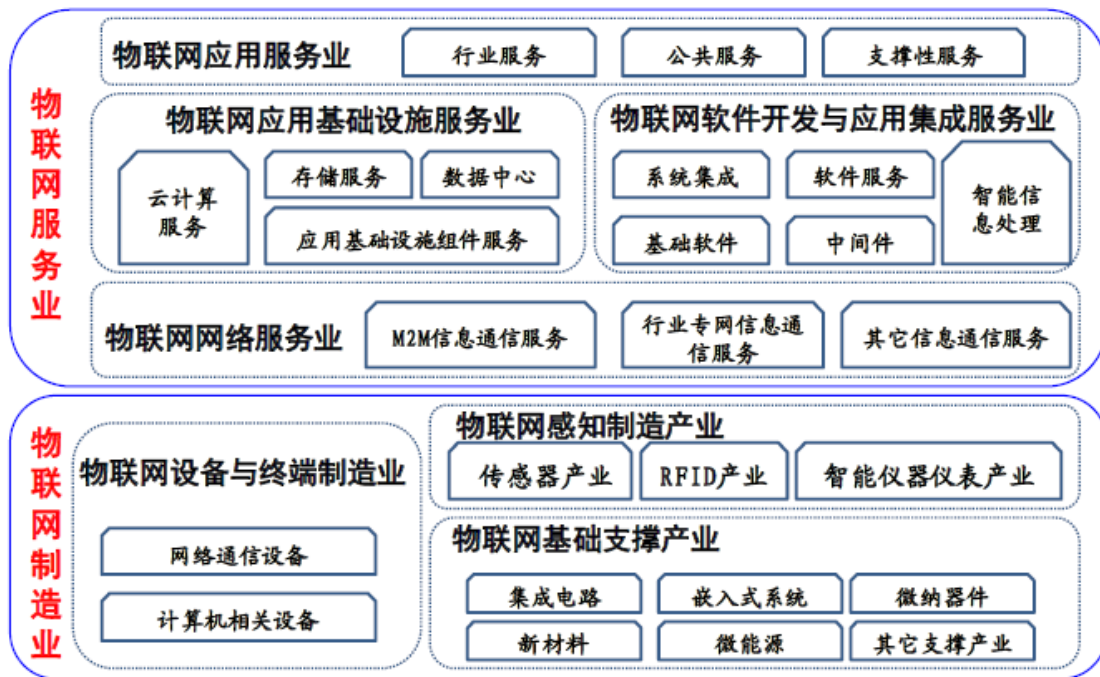 物联网服务业
物联网应用服务业
行业服务
公共服务
支撑性服务
物联网应用基础设施服务业
云计算
服务
存储服务
数据中心
应用基础设施组件服务
物联网软件开发与应用集成服务业
系统集成
软件服务
智能信
息处理
基础软件
中间件
物联网网络服务业
M2M信息通信服务
行业专网信息通
信服务
其它信息通信服务
物联网制造业
物联网设备与终端制造业
网络通信设备
计算机相关设备
物联网感知制造产业
传感器产业
RFID产业
智能仪器仪表产业
物联网基础支撑产业
集成电路
嵌入式系统
微纳器件
新材料
微能源
其它支撑产业